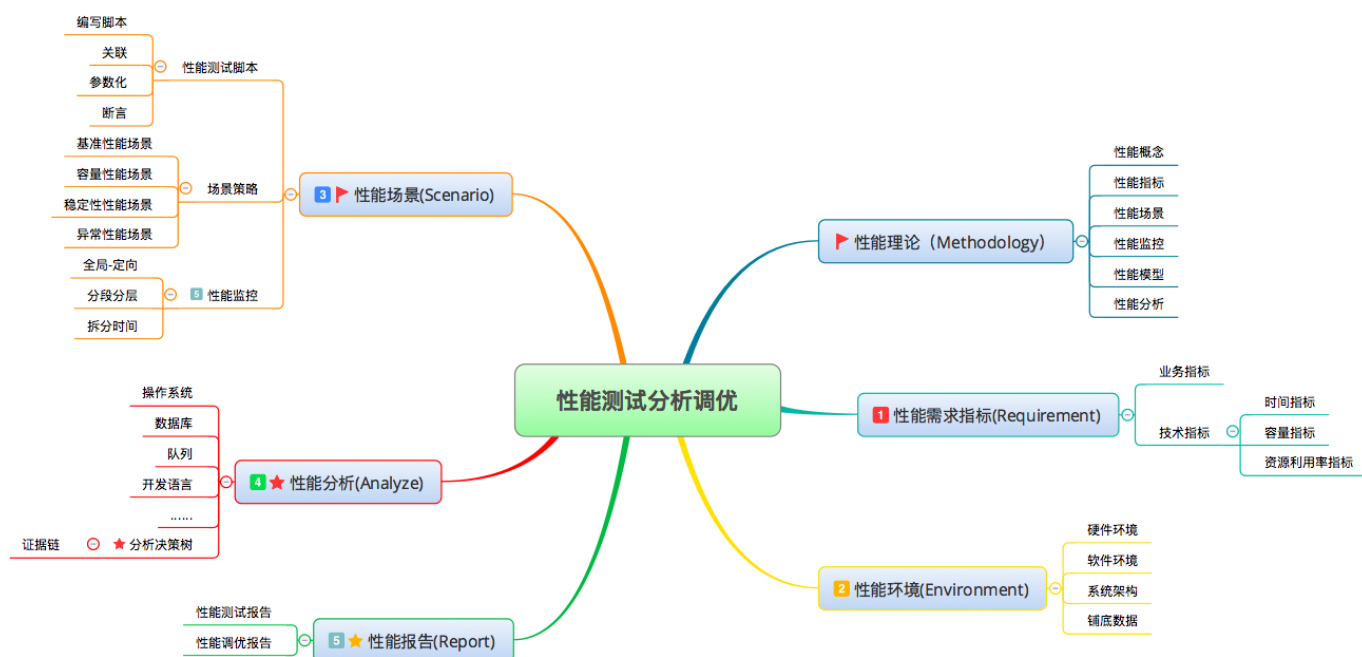 性能测试分析调优
性能理论（Methodology）
性能概念
性能指标
性能场景
性能监控
性能模型
性能分析
1 性能需求指标(Requirement)
业务指标
技术指标
时间指标
容量指标
资源利用率指标
2 性能环境(Environment)
硬件环境
软件环境
系统架构
铺底数据
3 性能场景(Scenario)
性能测试脚本
编写脚本
关联
参数化
断言
场景策略
基准性能场景
容量性能场景
稳定性性能场景
异常性能场景
5 性能监控
全局-定向
分段分层
拆分时间
4 性能分析(Analyze)
操作系统
数据库
队列
开发语言
......
分析决策树
证据链
5 性能报告(Report)
性能测试报告
性能调优报告